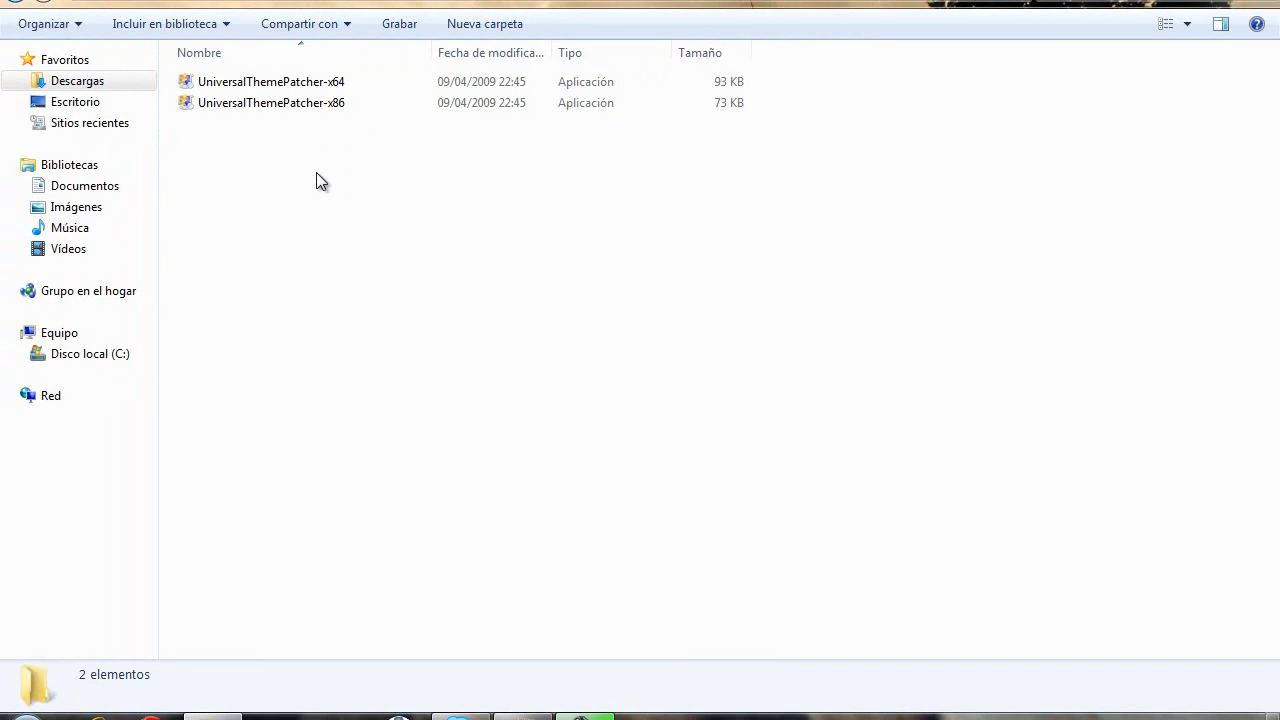 Organizar Incluir en biblioteca Compartir con Grabar Nueva carpeta
Nombre Fecha de modifica... Tipo Tamaño
UniversalThemePatcher-x64 09/04/2009 22:45 Aplicación 93 KB
UniversalThemePatcher-x86 09/04/2009 22:45 Aplicación 73 KB
Favoritos
Descargas
Escritorio
Sitios recientes
Bibliotecas
Documentos
Imágenes
Música
Vídeos
Grupo en el hogar
Equipo
Disco local (C:)
Red
2 elementos